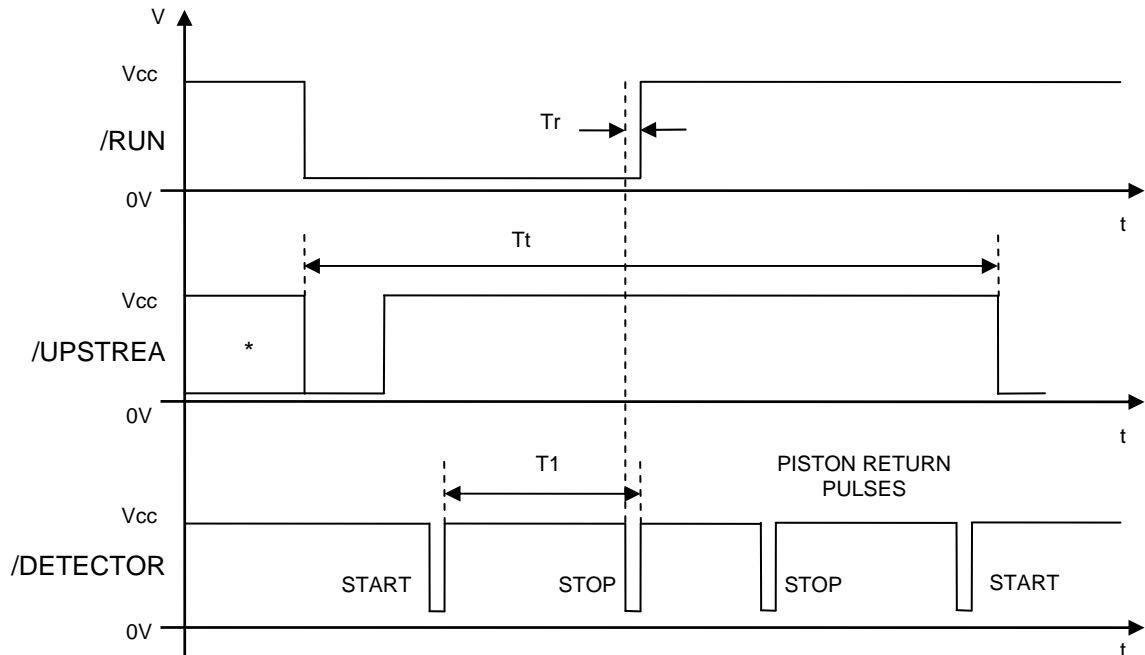 V
Vcc
Tr
/RUN
0V
t
Tt
Vcc
*
/UPSTREA
0V
t
T1
PISTON RETURN
PULSES
Vcc
/DETECTOR
START
STOP
STOP
START
0V
t